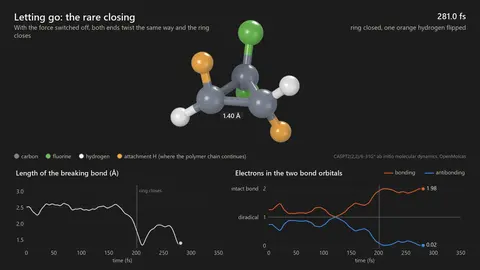 Letting go: the rare closing
281.0 fs
With the force switched off, both ends twist the same way and the ring
closes
ring closed, one orange hydrogen flipped
1.40 Å
carbon
fluorine
hydrogen
attachment H (where the polymer chain continues)
CASPT2(2,2)/6-31G* ab initio molecular dynamics, OpenMolcas
Length of the breaking bond (Å)
ring closes
3.0
2.5
2.0
1.5
0
50
100
150
200
250
300
350
time (fs)
Electrons in the two bond orbitals
bonding
antibonding
intact bond
2
1.98
diradical
1
0
0.02
0
50
100
150
200
250
300
350
time (fs)